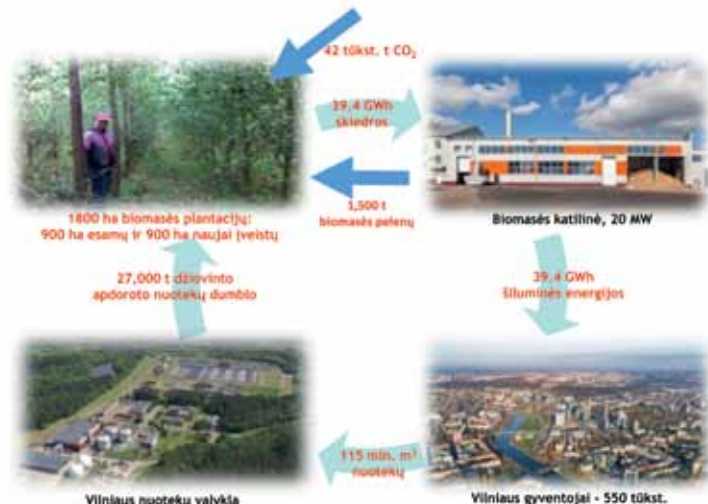 42 tūkst. t CO₂
39,4 GWh
skiedros
1,500 t
biomasės pelenų
1800 ha biomasės plantacijų:
900 ha esamų ir 900 ha naujai įveistų
Biomasės katilinė, 20 MW
27,000 t džiovinto
apdoroto nuotekų dumblo
39,4 GWh
šiluminės energijos
115 mln. m³
nuotekų
Vilniaus nuotekų valykla
Vilniaus gyventojai - 550 tūkst.